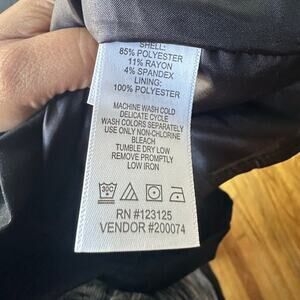 SHELL:
85% POLYESTER
11% RAYON
4% SPANDEX
LINING:
100% POLYESTER
MACHINE WASH COLD
DELICATE CYCLE
WASH COLORS SEPARATELY
USE ONLY NON-CHLORINE
BLEACH
TUMBLE DRY LOW
REMOVE PROMPTLY
LOW IRON
30C
RN #123125
VENDOR #200074